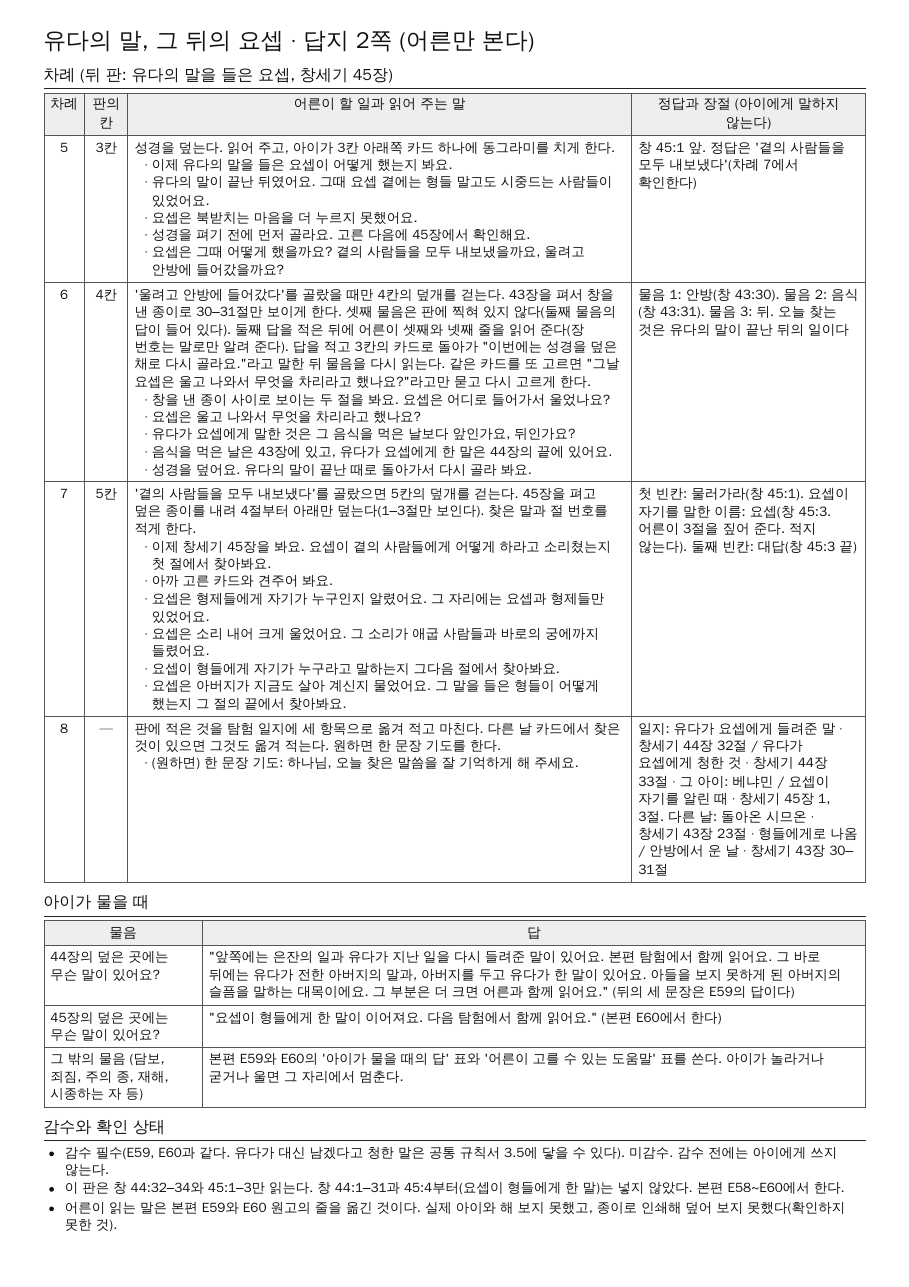 유다의 말, 그 뒤의 요셉 · 답지 2쪽 (어른만 본다)
차례 (뒤 판: 유다의 말을 들은 요셉, 창세기 45장)
차례
판의
칸
어른이 할 일과 읽어 주는 말
정답과 장절 (아이에게 말하지
않는다)
5
3칸
성경을 덮는다. 읽어 주고, 아이가 3칸 아래쪽 카드 하나에 동그라미를 치게 한다.
· 이제 유다의 말을 들은 요셉이 어떻게 했는지 봐요.
· 유다의 말이 끝난 뒤였어요. 그때 요셉 곁에는 형들 말고도 시중드는 사람들이
있었어요.
· 요셉은 북받치는 마음을 더 누르지 못했어요.
· 성경을 펴기 전에 먼저 골라요. 고른 다음에 45장에서 확인해요.
· 요셉은 그때 어떻게 했을까요? 곁의 사람들을 모두 내보냈을까요, 울려고
안방에 들어갔을까요?
창 45:1 앞. 정답은 '곁의 사람들을
모두 내보냈다'(차례 7에서
확인한다)
6
4칸
'울려고 안방에 들어갔다'를 골랐을 때만 4칸의 덮개를 걷는다. 43장을 펴서 창을
낸 종이로 30–31절만 보이게 한다. 셋째 물음은 판에 찍혀 있지 않다(둘째 물음의
답이 들어 있다). 둘째 답을 적은 뒤에 어른이 셋째와 넷째 줄을 읽어 준다(장
번호는 말로만 알려 준다). 답을 적고 3칸의 카드로 돌아가 "이번에는 성경을 덮은
채로 다시 골라요."라고 말한 뒤 물음을 다시 읽는다. 같은 카드를 또 고르면 "그날
요셉은 울고 나와서 무엇을 차리라고 했나요?"라고만 묻고 다시 고르게 한다.
· 창을 낸 종이 사이로 보이는 두 절을 봐요. 요셉은 어디로 들어가서 울었나요?
· 요셉은 울고 나와서 무엇을 차리라고 했나요?
· 유다가 요셉에게 말한 것은 그 음식을 먹은 날보다 앞인가요, 뒤인가요?
· 음식을 먹은 날은 43장에 있고, 유다가 요셉에게 한 말은 44장의 끝에 있어요.
· 성경을 덮어요. 유다의 말이 끝난 때로 돌아가서 다시 골라 봐요.
물음 1: 안방(창 43:30). 물음 2: 음식
(창 43:31). 물음 3: 뒤. 오늘 찾는
것은 유다의 말이 끝난 뒤의 일이다
7
5칸
'곁의 사람들을 모두 내보냈다'를 골랐으면 5칸의 덮개를 걷는다. 45장을 펴고
덮은 종이를 내려 4절부터 아래만 덮는다(1–3절만 보인다). 찾은 말과 절 번호를
적게 한다.
· 이제 창세기 45장을 봐요. 요셉이 곁의 사람들에게 어떻게 하라고 소리쳤는지
첫 절에서 찾아봐요.
· 아까 고른 카드와 견주어 봐요.
· 요셉은 형제들에게 자기가 누구인지 알렸어요. 그 자리에는 요셉과 형제들만
있었어요.
· 요셉은 소리 내어 크게 울었어요. 그 소리가 애굽 사람들과 바로의 궁에까지
들렸어요.
· 요셉이 형들에게 자기가 누구라고 말하는지 그다음 절에서 찾아봐요.
· 요셉은 아버지가 지금도 살아 계신지 물었어요. 그 말을 들은 형들이 어떻게
했는지 그 절의 끝에서 찾아봐요.
첫 빈칸: 물러가라(창 45:1). 요셉이
자기를 말한 이름: 요셉(창 45:3.
어른이 3절을 짚어 준다. 적지
않는다). 둘째 빈칸: 대답(창 45:3 끝)
8
—
판에 적은 것을 탐험 일지에 세 항목으로 옮겨 적고 마친다. 다른 날 카드에서 찾은
것이 있으면 그것도 옮겨 적는다. 원하면 한 문장 기도를 한다.
· (원하면) 한 문장 기도: 하나님, 오늘 찾은 말씀을 잘 기억하게 해 주세요.
일지: 유다가 요셉에게 들려준 말 ·
창세기 44장 32절 / 유다가
요셉에게 청한 것 · 창세기 44장
33절 · 그 아이: 베냐민 / 요셉이
자기를 알린 때 · 창세기 45장 1,
3절. 다른 날: 돌아온 시므온 ·
창세기 43장 23절 · 형들에게로 나옴
/ 안방에서 운 날 · 창세기 43장 30–
31절
아이가 물을 때
물음
답
44장의 덮은 곳에는
무슨 말이 있어요?
"앞쪽에는 은잔의 일과 유다가 지난 일을 다시 들려준 말이 있어요. 본편 탐험에서 함께 읽어요. 그 바로
뒤에는 유다가 전한 아버지의 말과, 아버지를 두고 유다가 한 말이 있어요. 아들을 보지 못하게 된 아버지의
슬픔을 말하는 대목이에요. 그 부분은 더 크면 어른과 함께 읽어요." (뒤의 세 문장은 E59의 답이다)
45장의 덮은 곳에는
무슨 말이 있어요?
"요셉이 형들에게 한 말이 이어져요. 다음 탐험에서 함께 읽어요." (본편 E60에서 한다)
그 밖의 물음 (담보,
죄짐, 주의 종, 재해,
시종하는 자 등)
본편 E59와 E60의 '아이가 물을 때의 답' 표와 '어른이 고를 수 있는 도움말' 표를 쓴다. 아이가 놀라거나
굳거나 울면 그 자리에서 멈춘다.
감수와 확인 상태
• 감수 필수(E59, E60과 같다. 유다가 대신 남겠다고 청한 말은 공통 규칙서 3.5에 닿을 수 있다). 미감수. 감수 전에는 아이에게 쓰지
않는다.
• 이 판은 창 44:32–34와 45:1–3만 읽는다. 창 44:1–31과 45:4부터(요셉이 형들에게 한 말)는 넣지 않았다. 본편 E58~E60에서 한다.
• 어른이 읽는 말은 본편 E59와 E60 원고의 줄을 옮긴 것이다. 실제 아이와 해 보지 못했고, 종이로 인쇄해 덮어 보지 못했다(확인하지
못한 것).